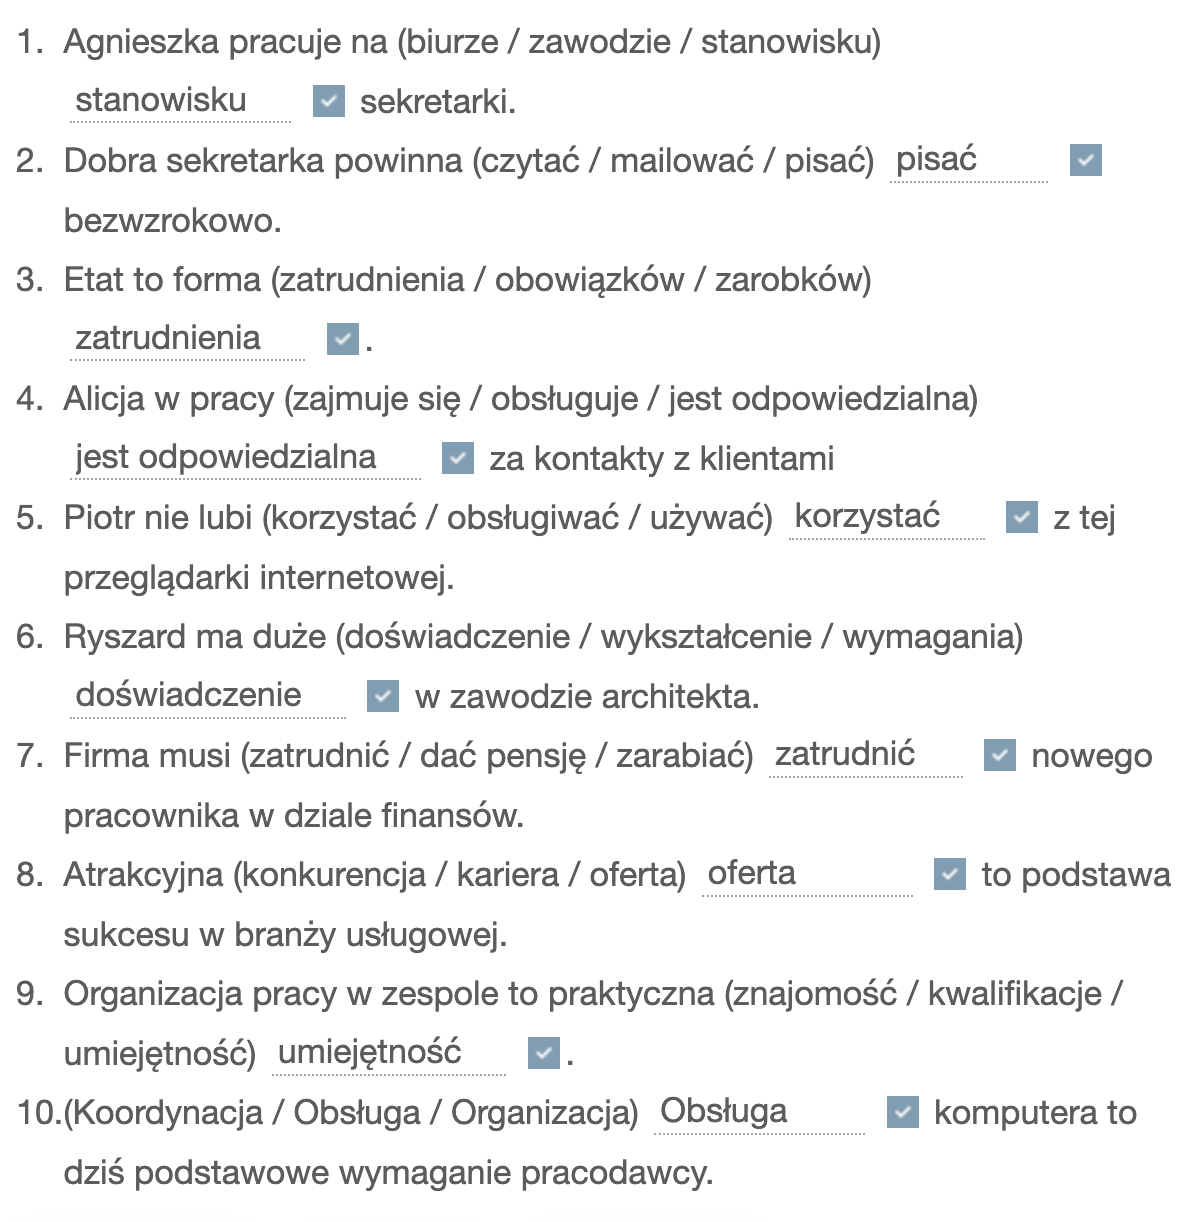 1. Agnieszka pracuje na (biurze / zawodzie / stanowisku)
stanowisku sekretarki.
2. Dobra sekretarka powinna (czytać / mailować / pisać) pisać
bezwzrokowo.
3. Etat to forma (zatrudnienia / obowiązków / zarobków)
zatrudnienia .
4. Alicja w pracy (zajmuje się / obsługuje / jest odpowiedzialna)
jest odpowiedzialna za kontakty z klientami
5. Piotr nie lubi (korzystać / obsługiwać / używać) korzystać z tej
przeglądarki internetowej.
6. Ryszard ma duże (doświadczenie / wykształcenie / wymagania)
doświadczenie w zawodzie architekta.
7. Firma musi (zatrudnić / dać pensję / zarabiać) zatrudnić nowego
pracownika w dziale finansów.
8. Atrakcyjna (konkurencja / kariera / oferta) oferta to podstawa
sukcesu w branży usługowej.
9. Organizacja pracy w zespole to praktyczna (znajomość / kwalifikacje /
umiejętność) umiejętność .
10.(Koordynacja / Obsługa / Organizacja) Obsługa komputera to
dziś podstawowe wymaganie pracodawcy.